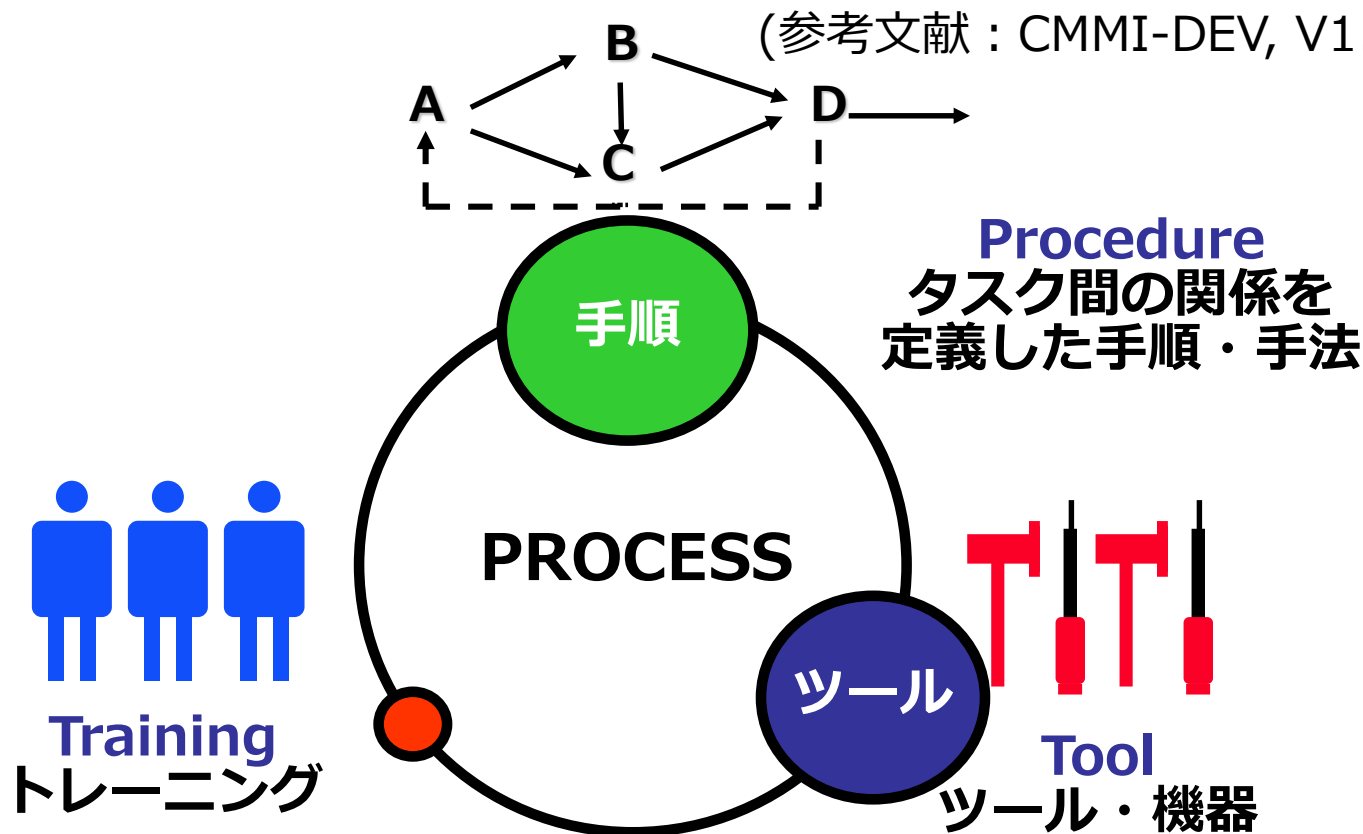 (参考文献：CMMI-DEV, V1
B
A
D
C
Procedure
タスク間の関係を
定義した手順・手法
手順
PROCESS
ツール
Training
トレーニング
Tool
ツール・機器